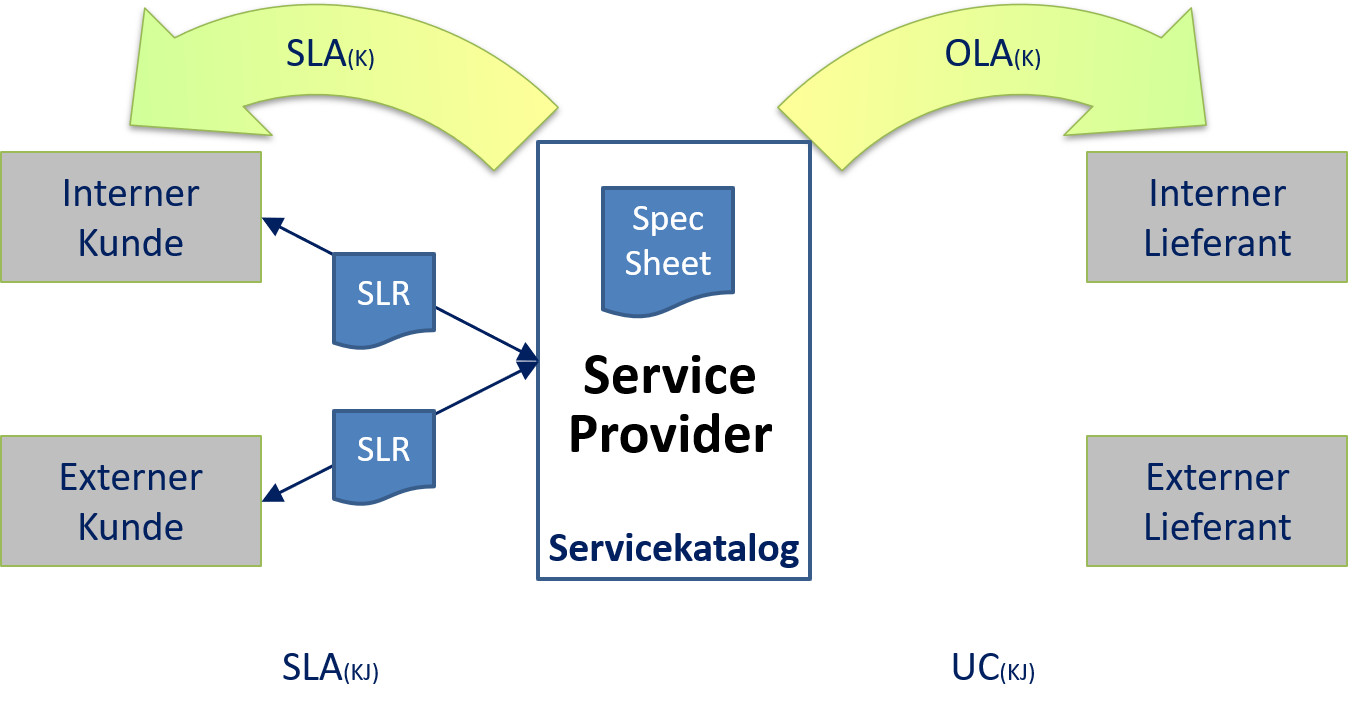 SLA(K)
OLA(K)
Interner
Kunde
SLR
Spec
Sheet
Interner
Lieferant
Service
Provider
Externer
Kunde
SLR
Externer
Lieferant
Servicekatalog
SLA(KJ)
UC(KJ)